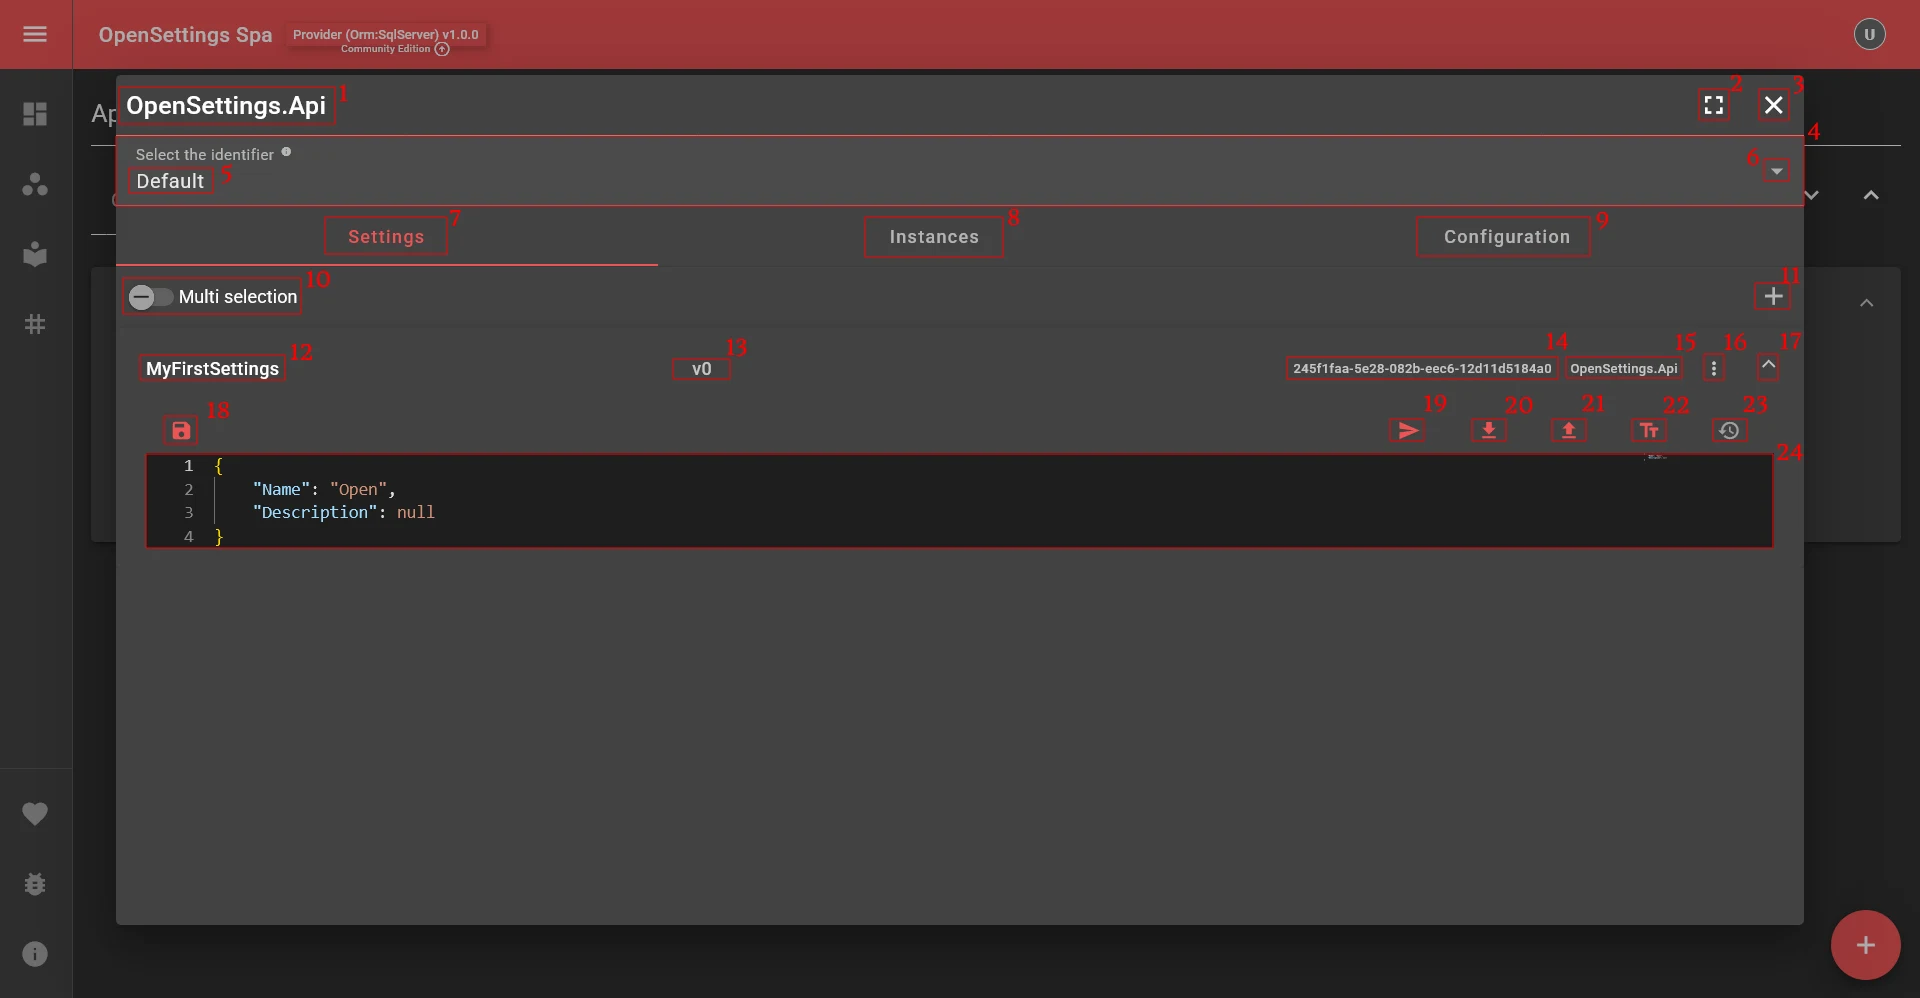 OpenSettings Spa
Provider (Orm:SqlServer) v1.0.0
Community Edition
U
Ap
OpenSettings.Api 1
2
3
4
Select the identifier
Default 5
6
Settings 7
Instances 8
Configuration 9
Multi selection 10
11
MyFirstSettings 12
v0 13
245f1faa-5e28-082b-eec6-12d11d5184a0 14
OpenSettings.Api 15
16
17
18
19
20
21
TT 22
23
24
1 {
2 "Name": "Open",
3 "Description": null
4 }